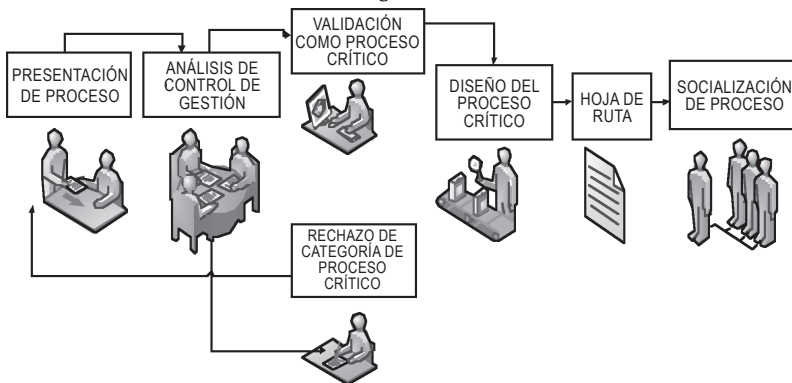 PRESENTACIÓN
DE PROCESO
ANÁLISIS DE
CONTROL DE
GESTIÓN
VALIDACIÓN
COMO PROCESO
CRÍTICO
DISEÑO DEL
PROCESO
CRÍTICO
HOJA DE
RUTA
SOCIALIZACIÓN
DE PROCESO
RECHAZO DE
CATEGORÍA DE
PROCESO
CRÍTICO